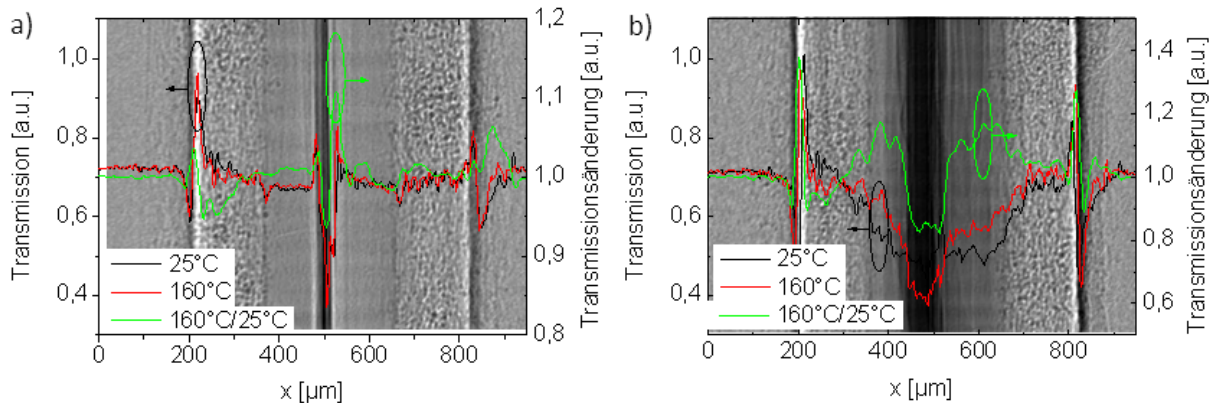 a)
Transmission [a.u.]
1,0
0,8
0,6
0,4
0
200
400
600
800
x [µm]
1,2
1,1
1,0
0,9
0,8
Transmissionsänderung [a.u.]
25°C
160°C
160°C/25°C
b)
Transmission [a.u.]
1,0
0,8
0,6
0,4
0
200
400
600
800
x [µm]
1,4
1,2
1,0
0,8
0,6
Transmissionsänderung [a.u.]
25°C
160°C
160°C/25°C